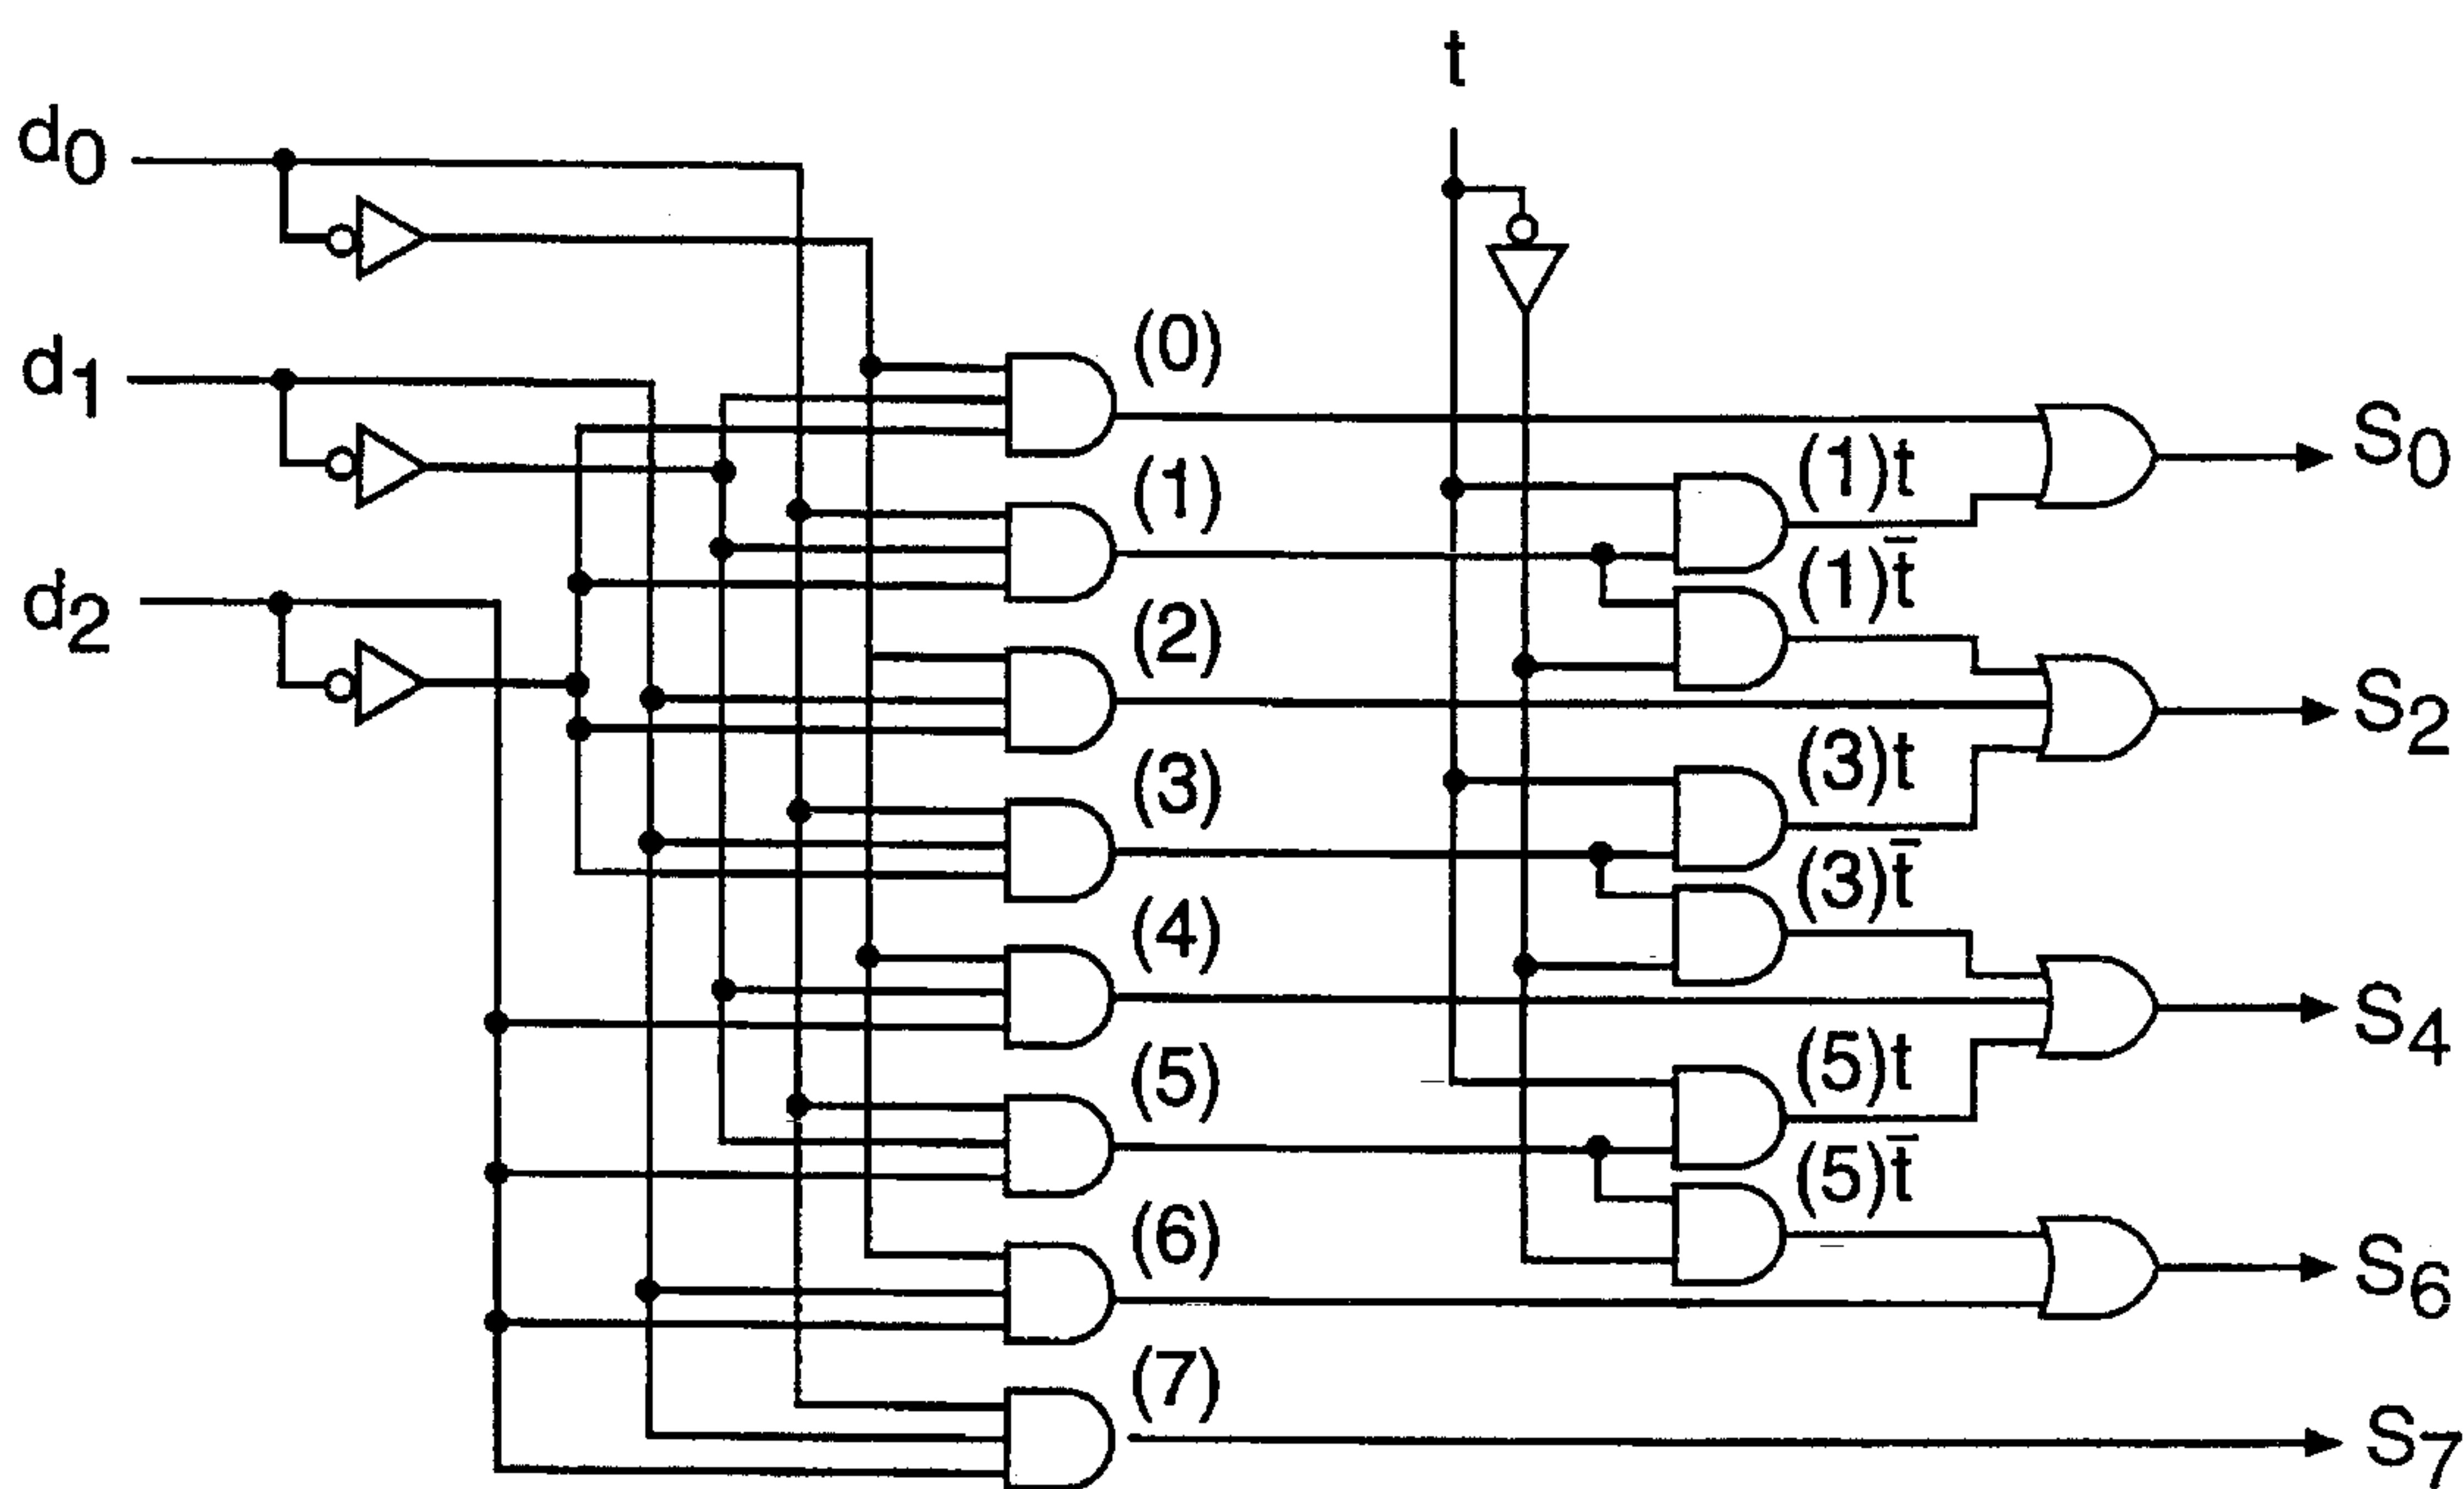 t
d0
d1
d2
(0)
(1)
(2)
(3)
(4)
(5)
(6)
(7)
(1)t
(1)t̅
(3)t
(3)t̅
(5)t
(5)t̅
S0
S2
S4
S6
S7